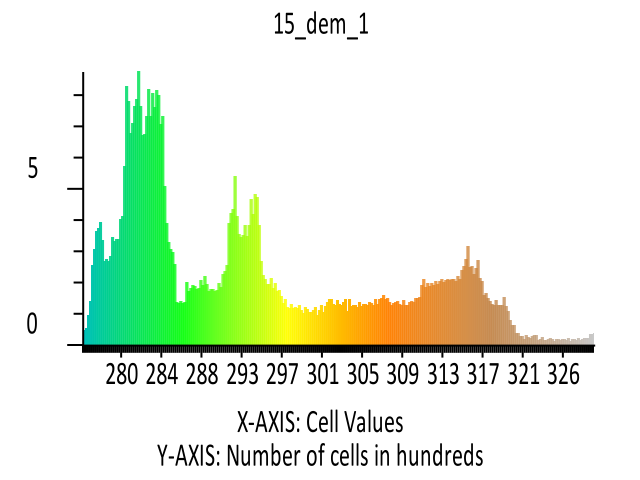 15_dem_1
5
0
280 284 288 293 297 301 305 309 313 317 321 326
X-AXIS: Cell Values
Y-AXIS: Number of cells in hundreds